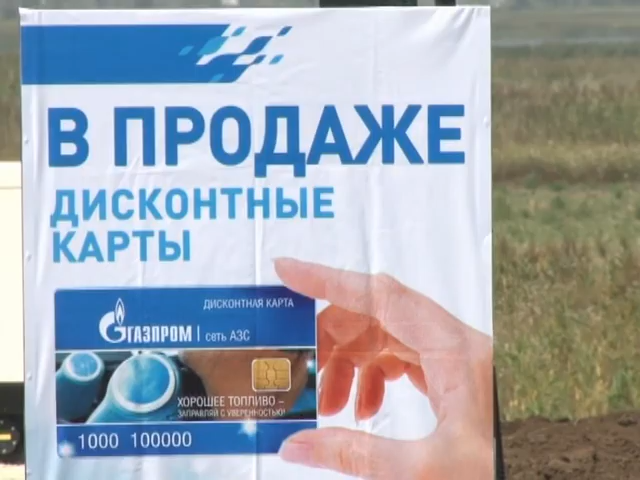 В ПРОДАЖЕ
ДИСКОНТНЫЕ
КАРТЫ
ДИСКОНТНАЯ КАРТА
ГАЗПРОМ | сеть АЗС
ХОРОШЕЕ ТОПЛИВО –
ЗАПРАВЛЯЙ С УВЕРЕННОСТЬЮ!
1000 100000